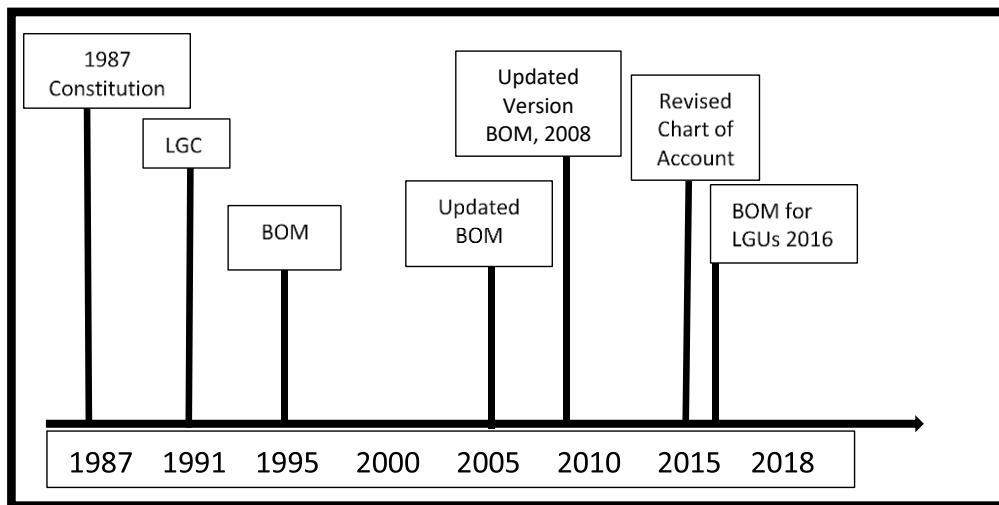 1987
Constitution
LGC
BOM
Updated
BOM
Updated
Version
BOM, 2008
Revised
Chart of
Account
BOM for
LGUs 2016
1987 1991 1995 2000 2005 2010 2015 2018